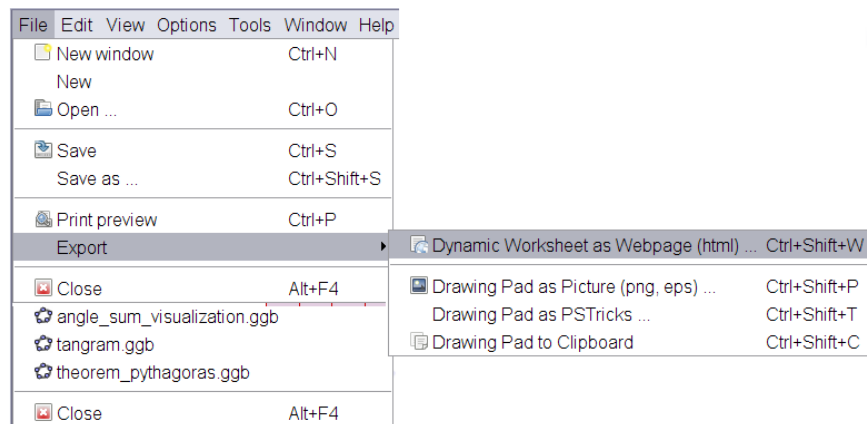 File Edit View Options Tools Window Help
New window Ctrl+N
New
Open ... Ctrl+O
Save Ctrl+S
Save as ... Ctrl+Shift+S
Print preview Ctrl+P
Export
Dynamic Worksheet as Webpage (html) ... Ctrl+Shift+W
Drawing Pad as Picture (png, eps) ... Ctrl+Shift+P
Drawing Pad as PSTricks ... Ctrl+Shift+T
Drawing Pad to Clipboard Ctrl+Shift+C
Close Alt+F4
angle_sum_visualization.ggb
tangram.ggb
theorem_pythagoras.ggb
Close Alt+F4